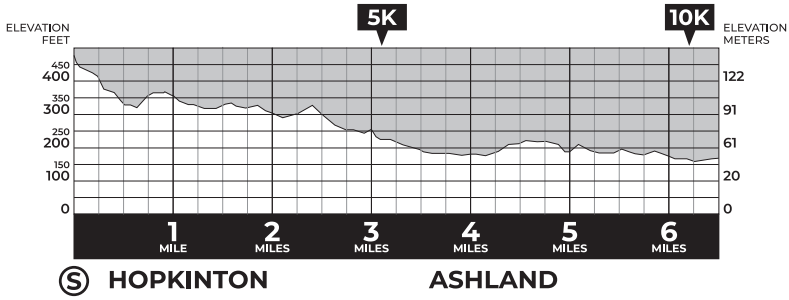 5K 10K
ELEVATION
FEET
ELEVATION
METERS
450
400 122
350
300 91
250
200 61
150
100 20
0 0
1 2 3 4 5 6
MILE MILES MILES MILES MILES MILES
S HOPKINTON ASHLAND